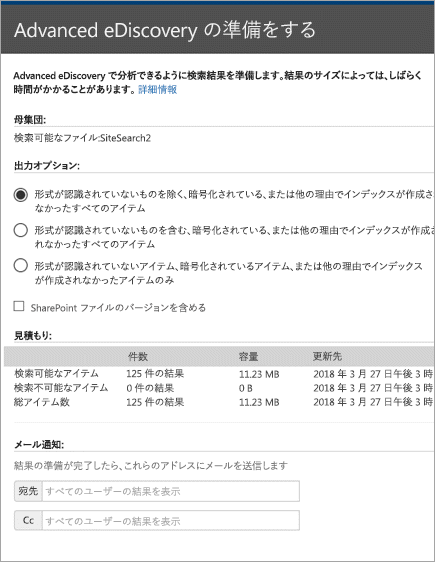 Advanced eDiscovery の準備をする
Advanced eDiscovery で分析できるように検索結果を準備します。結果のサイズによっては、しばらく
時間がかかることがあります。 詳細情報
母集団:
検索可能なファイル:SiteSearch2
出力オプション:
形式が認識されていないものを除く、暗号化されている、または他の理由でインデックスが作成され
なかったすべてのアイテム
形式が認識されていないものを含む、暗号化されている、または他の理由でインデックスが作成さ
れなかったすべてのアイテム
形式が認識されていないアイテム、暗号化されているアイテム、または他の理由でインデックス
が作成されなかったアイテムのみ
SharePoint ファイルのバージョンを含める
見積もり:
件数 容量 更新先
検索可能なアイテム 125 件の結果 11.23 MB 2018 年 3 月 27 日午後 3 時
検索不可能なアイテム 0 件の結果 0 B 2018 年 3 月 27 日午後 3 時
総アイテム数 125 件の結果 11.23 MB 2018 年 3 月 27 日午後 3 時
メール通知:
結果の準備が完了したら、これらのアドレスにメールを送信します
宛先 すべてのユーザーの結果を表示
Cc すべてのユーザーの結果を表示